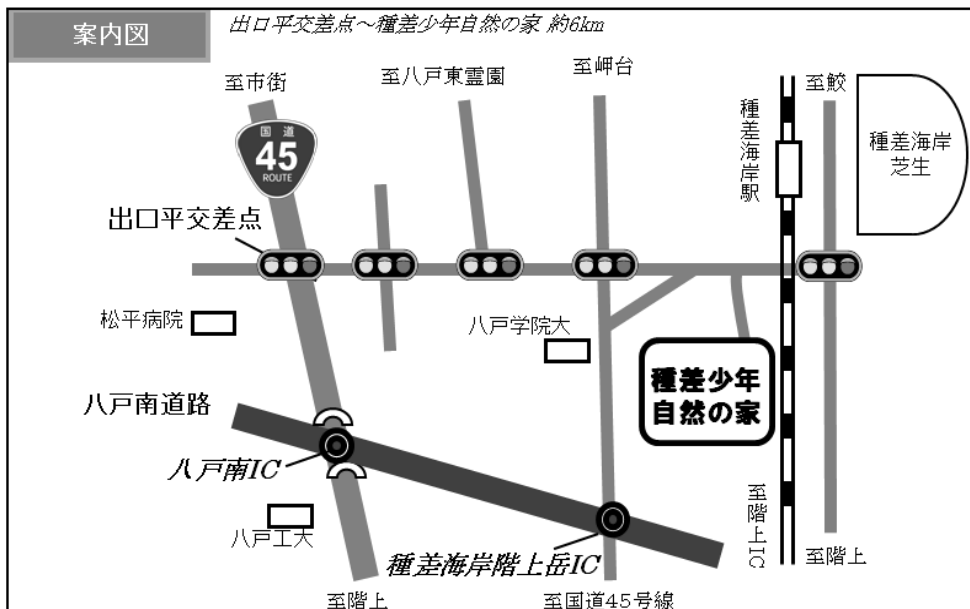 案内図
出口平交差点～種差少年自然の家 約6km
至市街
至八戸東霊園
至岬台
至鮫
種差海岸駅
種差海岸
芝生
国道
45
ROUTE
出口平交差点
松平病院
八戸学院大
種差少年
自然の家
八戸南道路
八戸南IC
八戸工大
種差海岸階上岳IC
至階上IC
至階上
至階上
至国道45号線